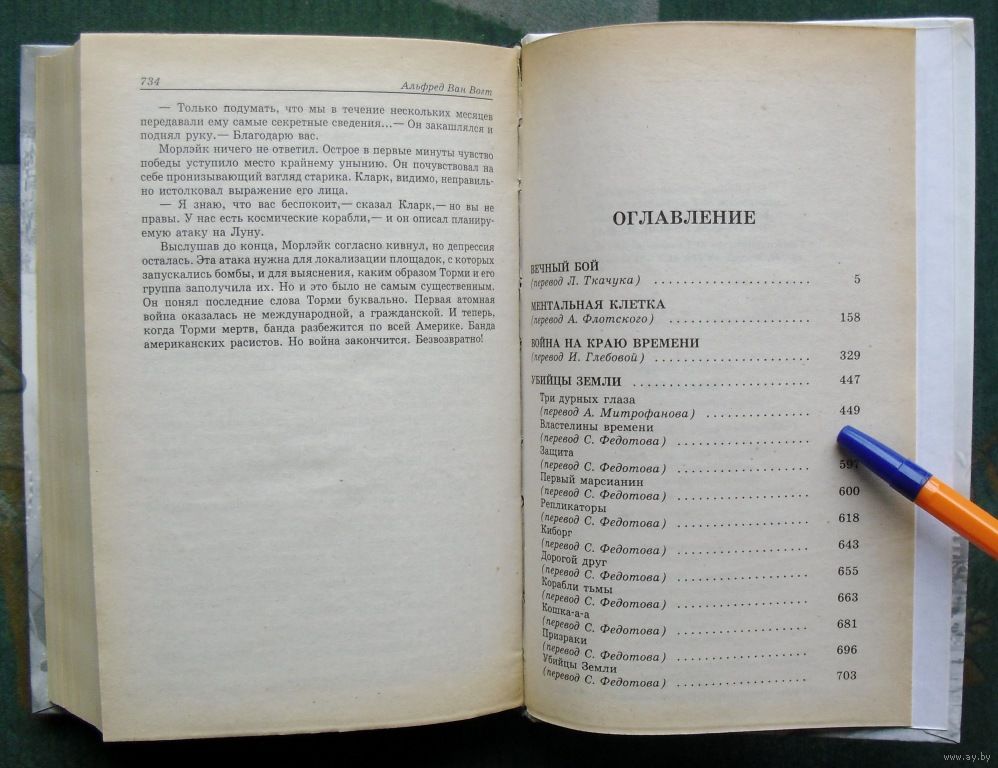 734
Альфред Ван Вогт
— Только подумать, что мы в течение нескольких месяцев
передавали ему самые секретные сведения...— Он закашлялся и
поднял руку.— Благодарю вас.
Морлэйк ничего не ответил. Острое в первые минуты чувство
победы уступило место крайнему унынию. Он почувствовал на
себе пронизывающий взгляд старика. Кларк, видимо, неправиль-
но истолковал выражение его лица.
— Я знаю, что вас беспокоит,— сказал Кларк,— но вы не
правы. У нас есть космические корабли,— и он описал планиру-
емую атаку на Луну.
Выслушав до конца, Морлэйк согласно кивнул, но депрессия
осталась. Эта атака нужна для локализации площадок, с которых
запускались бомбы, и для выяснения, каким образом Торми и его
группа заполучила их. Но и это было не самым существенным.
Он понял последние слова Торми буквально. Первая атомная
война оказалась не международной, а гражданской. И теперь,
когда Торми мертв, банда разбежится по всей Америке. Банда
американских расистов. Но война закончится. Безвозвратно!
ОГЛАВЛЕНИЕ
ВЕЧНЫЙ БОЙ
(перевод Л. Ткачука) . . . . . . . . . . . . . . . . . . 5
МЕНТАЛЬНАЯ КЛЕТКА
(перевод А. Флотского) . . . . . . . . . . . . . . . . . . 158
ВОЙНА НА КРАЮ ВРЕМЕНИ
(перевод И. Глебовой) . . . . . . . . . . . . . . . . . . 329
УБИЙЦЫ ЗЕМЛИ . . . . . . . . . . . . . . . . . . 447
Три дурных глаза
(перевод А. Митрофанова) . . . . . . . . . . . . . . 449
Властелины времени
(перевод С. Федотова) . . . . . . . . . . . . . . . .
Защита
(перевод С. Федотова) . . . . . . . . . . . . . . . . 597
Первый марсианин
(перевод С. Федотова) . . . . . . . . . . . . . . . . 600
Репликаторы
(перевод С. Федотова) . . . . . . . . . . . . . . . . 618
Киборг
(перевод С. Федотова) . . . . . . . . . . . . . . . . 643
Дорогой друг
(перевод С. Федотова) . . . . . . . . . . . . . . . . 655
Корабли тьмы
(перевод С. Федотова) . . . . . . . . . . . . . . . . 663
Кошка-а-а
(перевод С. Федотова) . . . . . . . . . . . . . . . . 681
Призраки
(перевод С. Федотова) . . . . . . . . . . . . . . . . 696
Убийцы Земли
(перевод С. Федотова) . . . . . . . . . . . . . . . . 703
www.ay.by